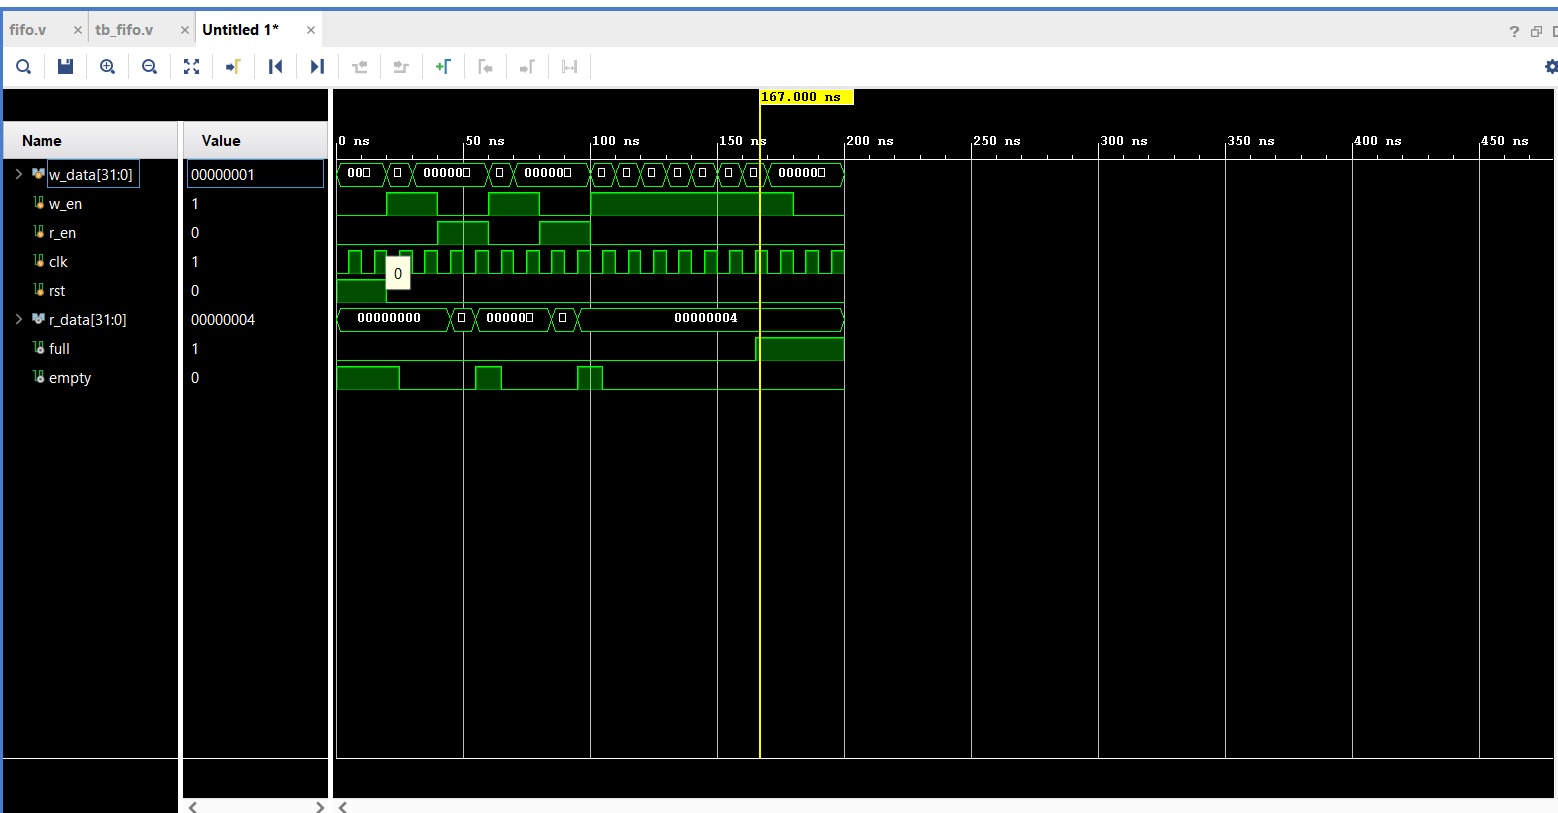 fifo.v × tb_fifo.v × Untitled 1* ×
?
167.000 ns
Name Value
0 ns 50 ns 100 ns 150 ns 200 ns 250 ns 300 ns 350 ns 400 ns 450 ns
w_data[31:0] 00000001 00□ □ 00000□ □ 00000□ □ □ □ □ □ □ □ 00000□
w_en 1
r_en 0
clk 1
0
rst 0
r_data[31:0] 00000004 00000000 □ 00000□ □ 00000004
full 1
empty 0